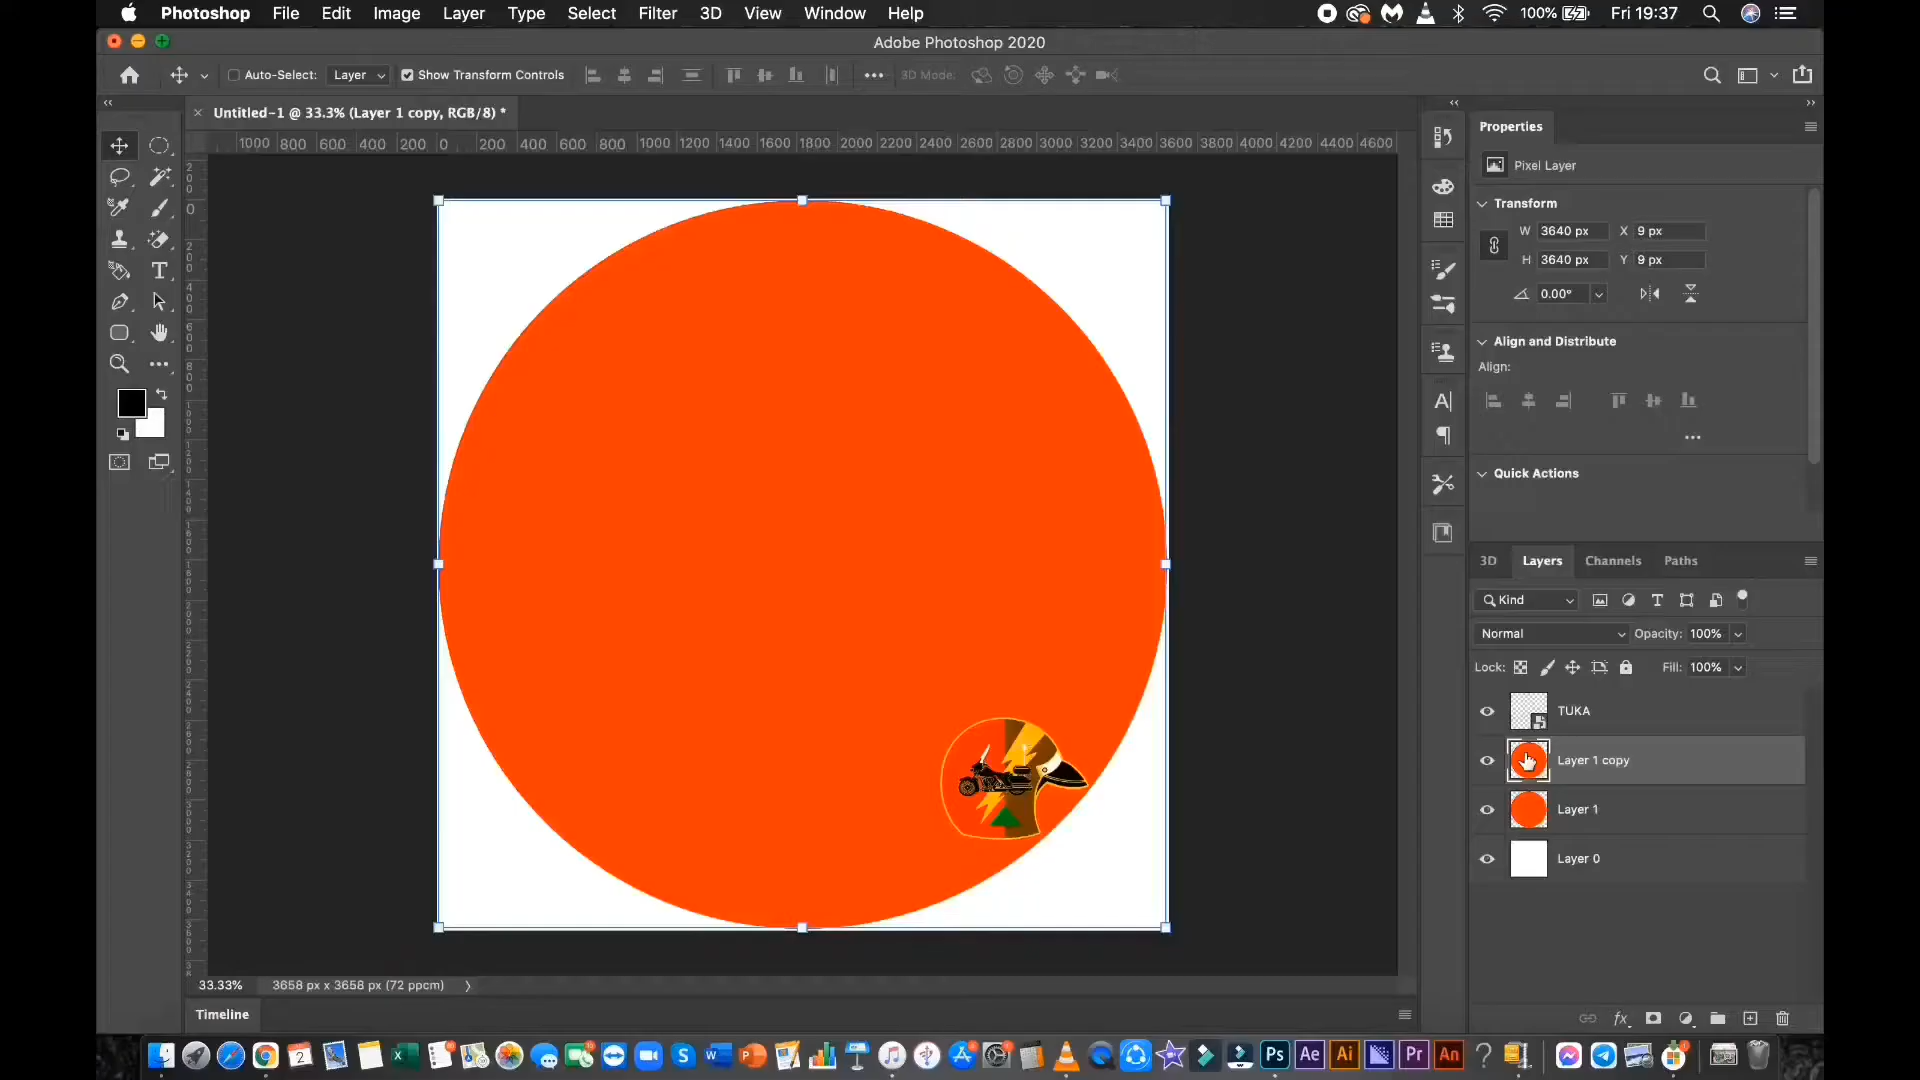 Photoshop File Edit Image Layer Type Select Filter 3D View Window Help 100% Fri 19:37
Adobe Photoshop 2020
Auto-Select: Layer Show Transform Controls 3D Mode:
Untitled-1 @ 33.3% (Layer 1 copy, RGB/8) *
1000 800 600 400 200 0 200 400 600 800 1000 1200 1400 1600 1800 2000 2200 2400 2600 2800 3000 3200 3400 3600 3800 4000 4200 4400 4600
Properties
Pixel Layer
Transform
W 3640 px X 9 px
H 3640 px Y 9 px
0.00°
Align and Distribute
Align:
Quick Actions
3D Layers Channels Paths
Kind
Normal Opacity: 100%
Lock: Fill: 100%
TUKA
Layer 1 copy
Layer 1
Layer 0
33.33% 3658 px x 3658 px (72 ppcm)
Timeline
Ps Ae Ai Pr An